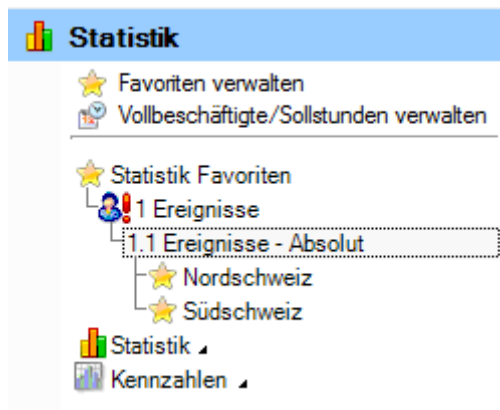 Statistik
Favoriten verwalten
Vollbeschäftigte/Sollstunden verwalten
Statistik Favoriten
1 Ereignisse
1.1 Ereignisse - Absolut
Nordschweiz
Südschweiz
Statistik
Kennzahlen